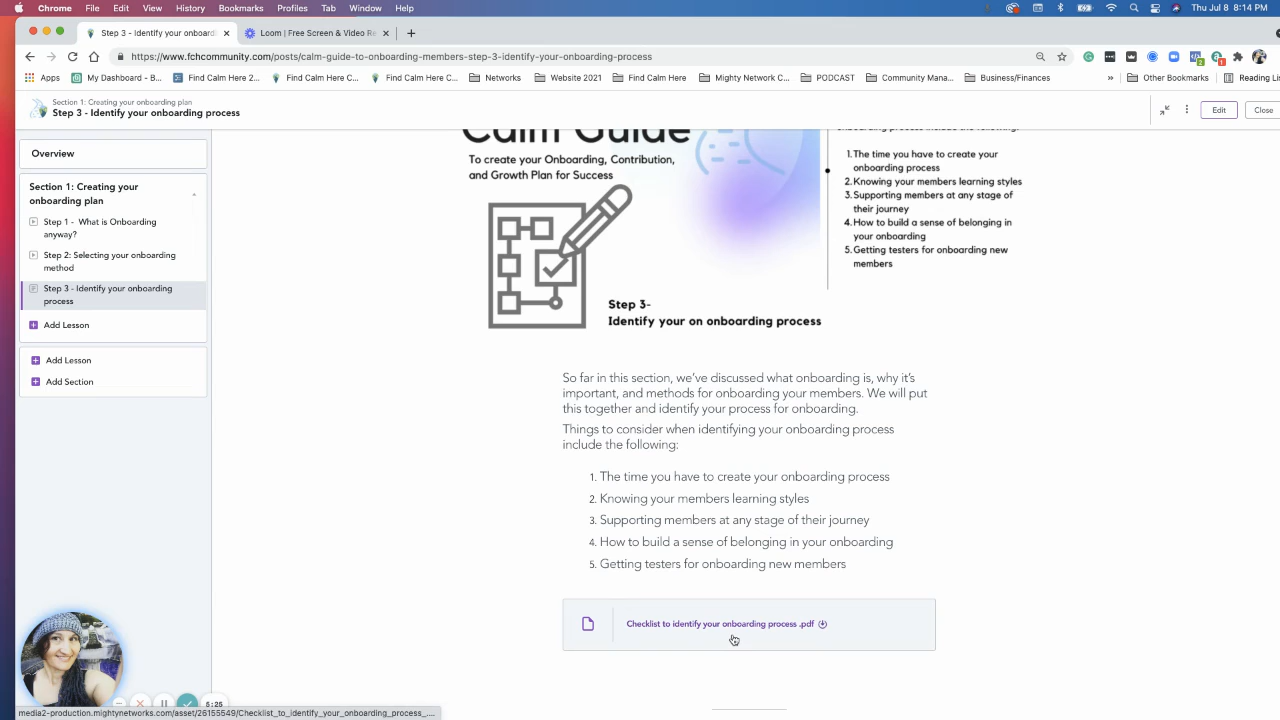 Chrome File Edit View History Bookmarks Profiles Tab Window Help
Thu Jul 8 8:14 PM
Step 3 - Identify your onboard
Loom | Free Screen & Video Re
https://www.fchcommunity.com/posts/calm-guide-to-onboarding-members-step-3-identify-your-onboarding-process
Apps
My Dashboard - B...
Find Calm Here 2...
Find Calm Here C...
Find Calm Here C...
Networks
Website 2021
Find Calm Here
Mighty Network C...
PODCAST
Community Mana...
Business/Finances
»
Other Bookmarks
Reading Lis
Section 1: Creating your onboarding plan
Step 3 - Identify your onboarding process
Edit
Close
Overview
Section 1: Creating your
onboarding plan
Step 1 - What is Onboarding
anyway?
Step 2: Selecting your onboarding
method
Step 3 - Identify your onboarding
process
Add Lesson
Add Lesson
Add Section
Calm Guide
To create your Onboarding, Contribution,
and Growth Plan for Success
Step 3-
Identify your on onboarding process
onboarding process include the following:
1.The time you have to create your
onboarding process
2.Knowing your members learning styles
3.Supporting members at any stage of
their journey
4.How to build a sense of belonging in
your onboarding
5.Getting testers for onboarding new
members
So far in this section, we've discussed what onboarding is, why it's
important, and methods for onboarding your members. We will put
this together and identify your process for onboarding.
Things to consider when identifying your onboarding process
include the following:
1. The time you have to create your onboarding process
2. Knowing your members learning styles
3. Supporting members at any stage of their journey
4. How to build a sense of belonging in your onboarding
5. Getting testers for onboarding new members
Checklist to identify your onboarding process .pdf
5:25
media2-production.mightynetworks.com/asset/26155549/Checklist_to_identify_your_onboarding_process_....